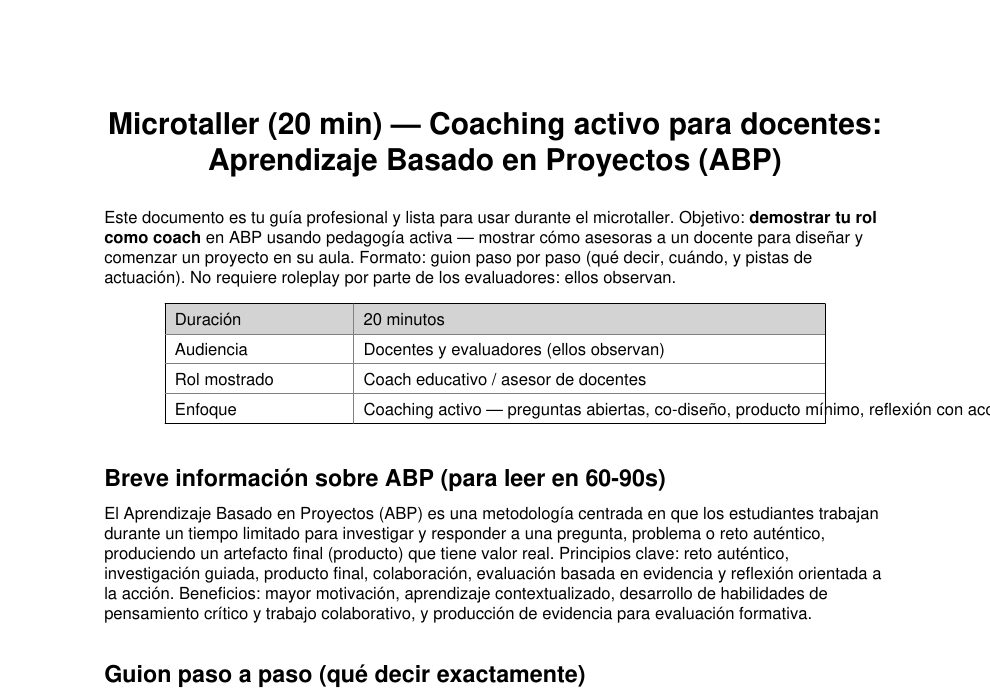 Microtaller (20 min) — Coaching activo para docentes:
Aprendizaje Basado en Proyectos (ABP)
Este documento es tu guía profesional y lista para usar durante el microtaller. Objetivo: demostrar tu rol
como coach en ABP usando pedagogía activa — mostrar cómo asesoras a un docente para diseñar y
comenzar un proyecto en su aula. Formato: guion paso por paso (qué decir, cuándo, y pistas de
actuación). No requiere roleplay por parte de los evaluadores: ellos observan.
Duración 20 minutos
Audiencia Docentes y evaluadores (ellos observan)
Rol mostrado Coach educativo / asesor de docentes
Enfoque Coaching activo — preguntas abiertas, co-diseño, producto mínimo, reflexión con
Breve información sobre ABP (para leer en 60-90s)
El Aprendizaje Basado en Proyectos (ABP) es una metodología centrada en que los estudiantes trabajan
durante un tiempo limitado para investigar y responder a una pregunta, problema o reto auténtico,
produciendo un artefacto final (producto) que tiene valor real. Principios clave: reto auténtico,
investigación guiada, producto final, colaboración, evaluación basada en evidencia y reflexión orientada a
la acción. Beneficios: mayor motivación, aprendizaje contextualizado, desarrollo de habilidades de
pensamiento crítico y trabajo colaborativo, y producción de evidencia para evaluación formativa.
Guion paso a paso (qué decir exactamente)